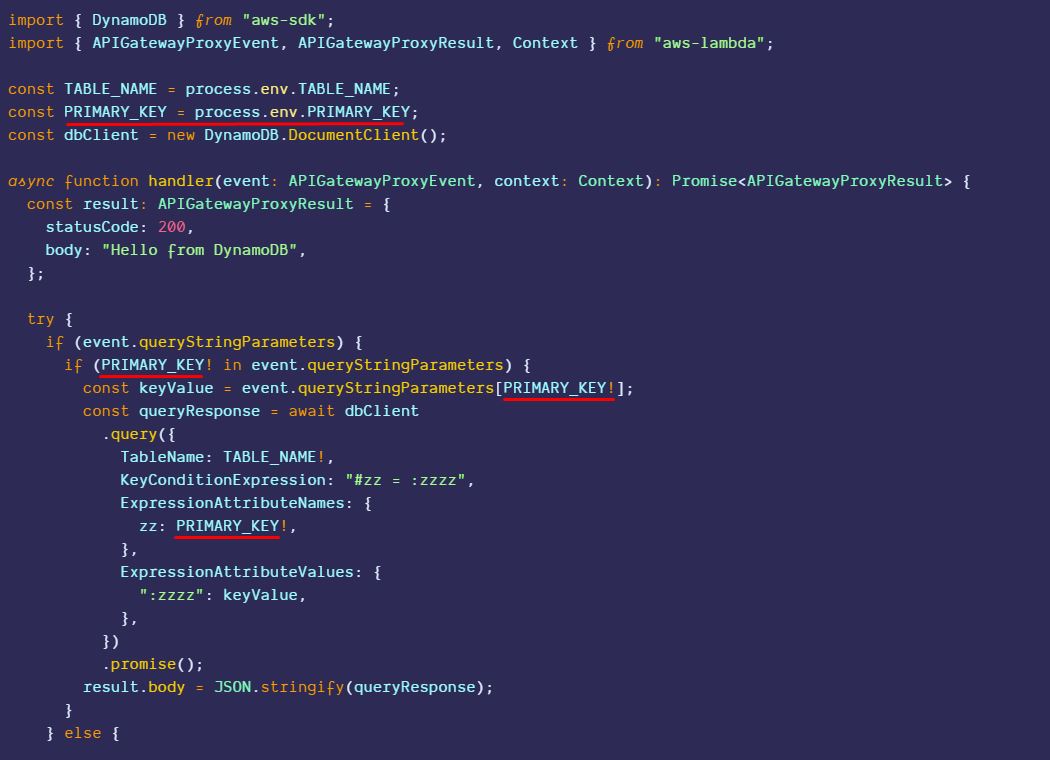 import { DynamoDB } from "aws-sdk";
import { APIGatewayProxyEvent, APIGatewayProxyResult, Context } from "aws-lambda";

const TABLE_NAME = process.env.TABLE_NAME;
const PRIMARY_KEY = process.env.PRIMARY_KEY;
const dbClient = new DynamoDB.DocumentClient();

async function handler(event: APIGatewayProxyEvent, context: Context): Promise<APIGatewayProxyResult> {
  const result: APIGatewayProxyResult = {
    statusCode: 200,
    body: "Hello from DynamoDB",
  };

  try {
    if (event.queryStringParameters) {
      if (PRIMARY_KEY! in event.queryStringParameters) {
        const keyValue = event.queryStringParameters[PRIMARY_KEY!];
        const queryResponse = await dbClient
          .query({
            TableName: TABLE_NAME!,
            KeyConditionExpression: "#zz = :zzzz",
            ExpressionAttributeNames: {
              zz: PRIMARY_KEY!,
            },
            ExpressionAttributeValues: {
              ":zzzz": keyValue,
            },
          })
          .promise();
        result.body = JSON.stringify(queryResponse);
      }
    } else {